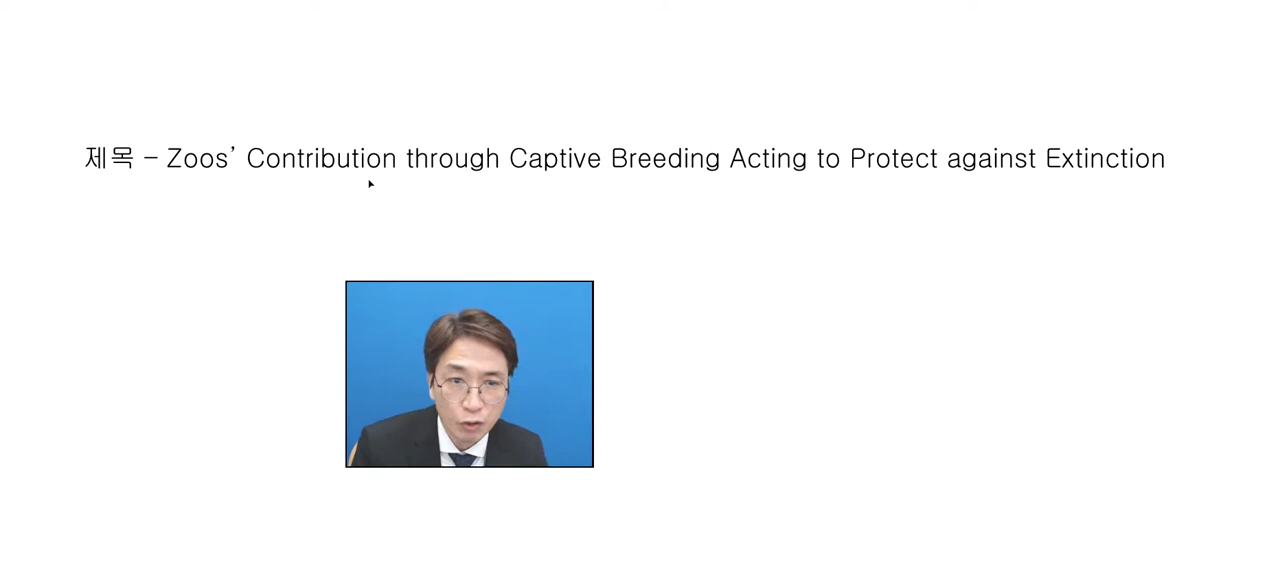 제목 – Zoos’ Contribution through Captive Breeding Acting to Protect against Extinction